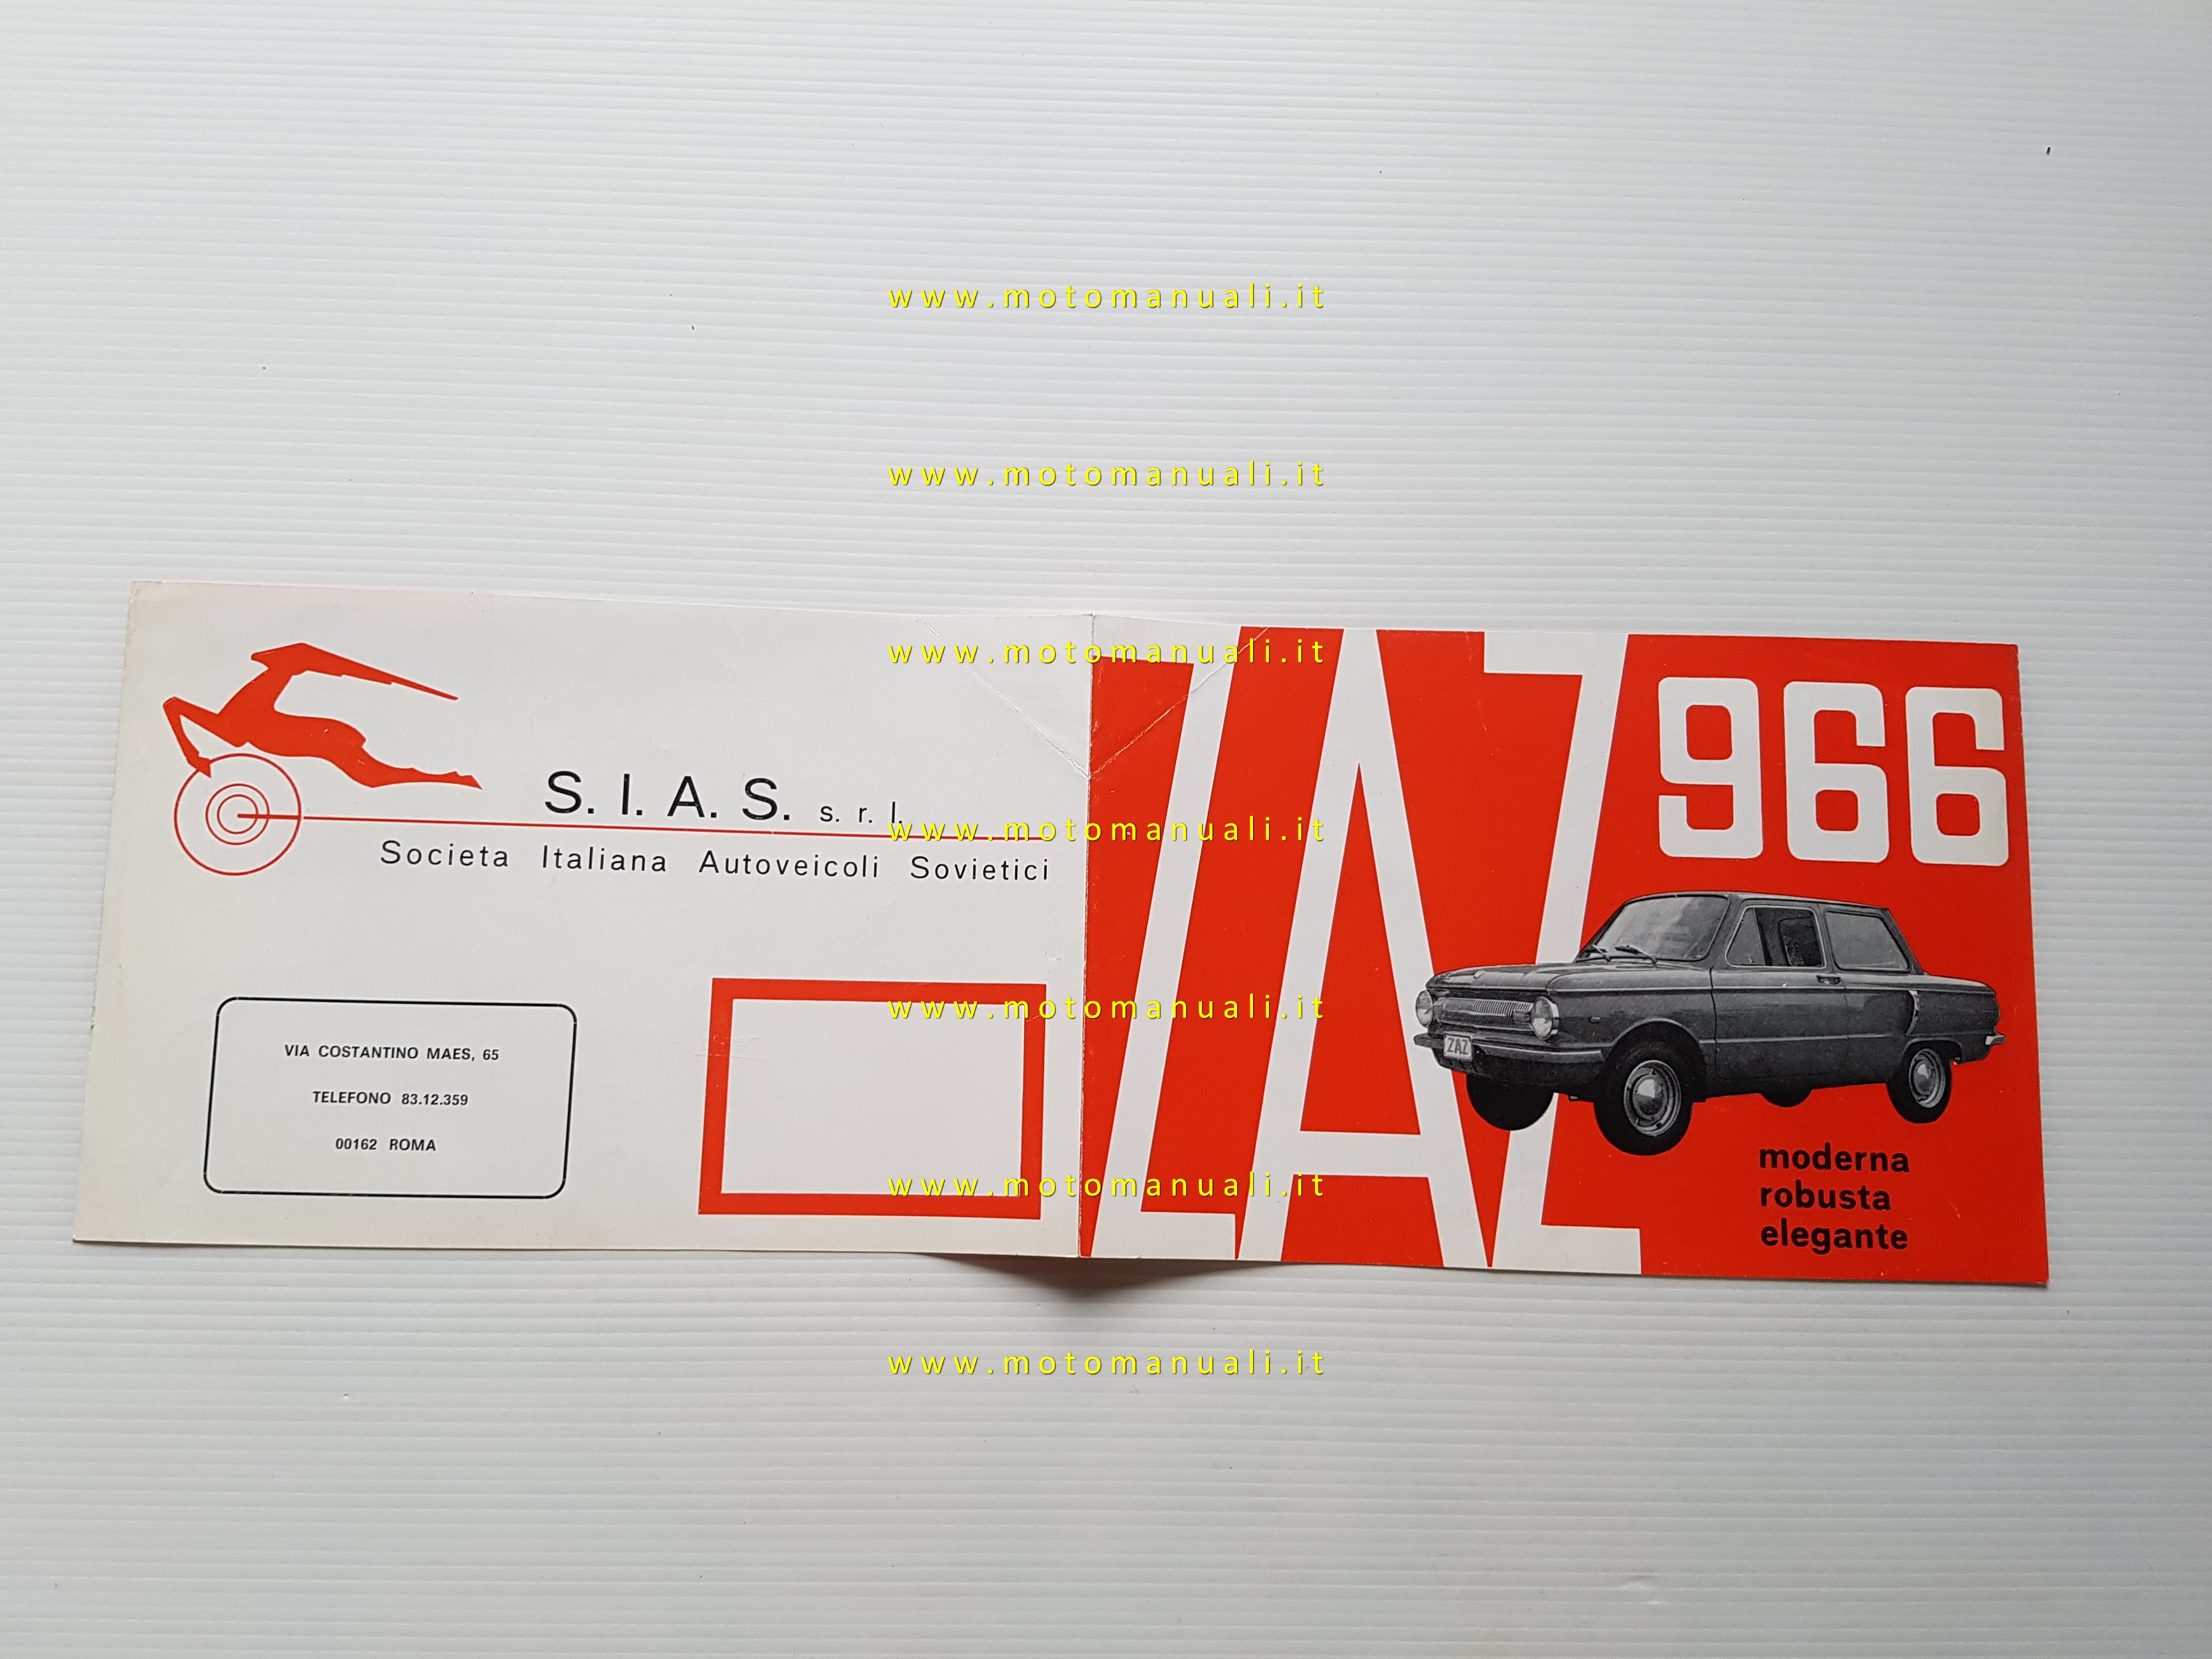 www.motomanuali.it
www.motomanuali.it
www.motomanuali.it
www.motomanuali.it
www.motomanuali.it
www.motomanuali.it
www.motomanuali.it
S. I. A. S. s. r. l.
Societa Italiana Autoveicoli Sovietici
VIA COSTANTINO MAES, 65
TELEFONO 83.12.359
00162 ROMA
ZAZ
966
ZAZ
moderna
robusta
elegante